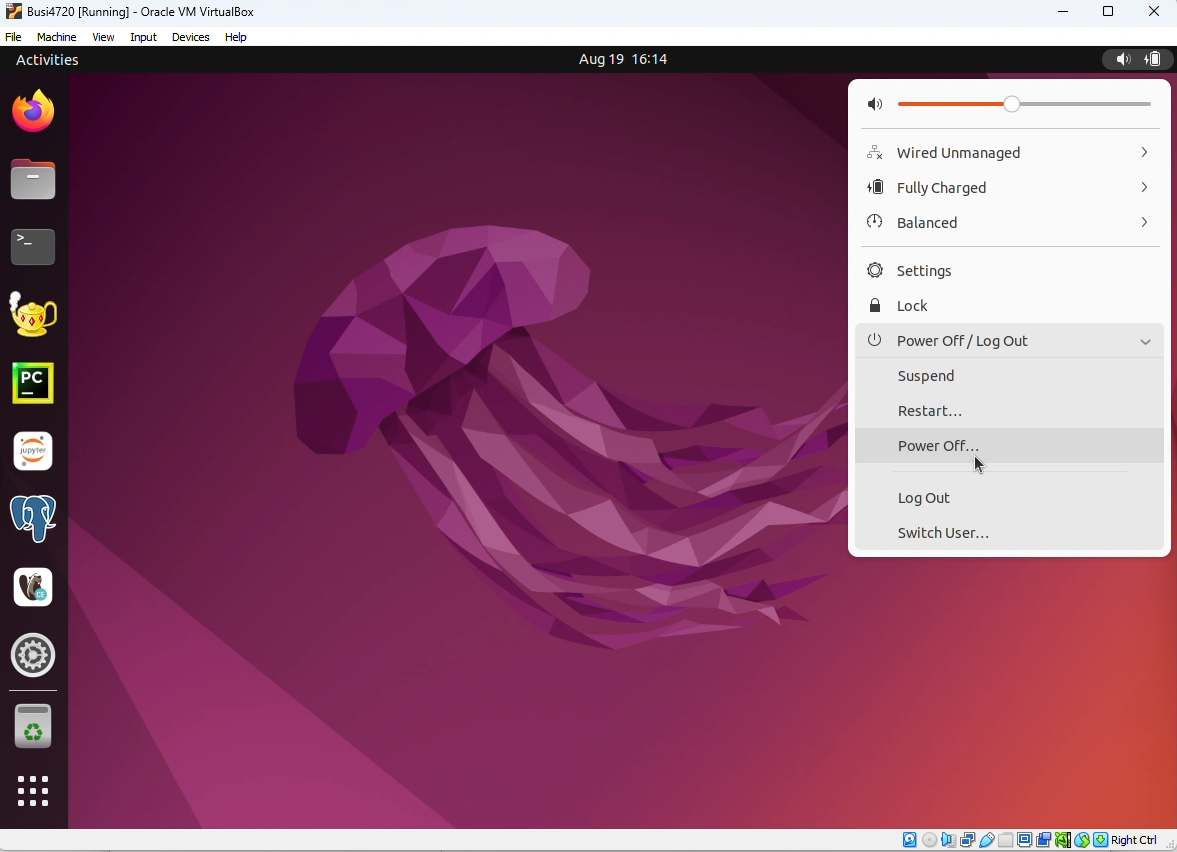 Busi4720 [Running] - Oracle VM VirtualBox
File Machine View Input Devices Help
Activities Aug 19 16:14
Wired Unmanaged
Fully Charged
Balanced
Settings
Lock
Power Off / Log Out
Suspend
Restart...
Power Off...
Log Out
Switch User...
>_
PC
jupyter
Right Ctrl